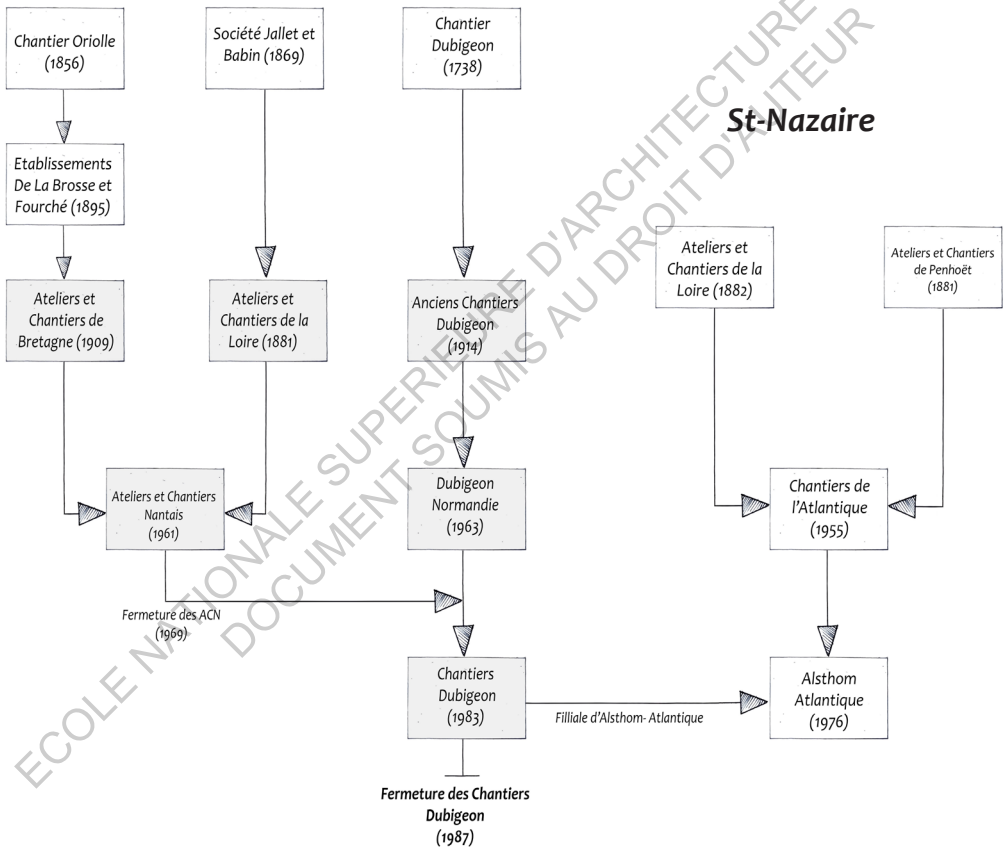 Chantier Oriolle
(1856)
Société Jallet et
Babin (1869)
Chantier
Dubigeon
(1738)
St-Nazaire
Etablissements
De La Brosse et
Fourché (1895)
Ateliers et
Chantiers de
Bretagne (1909)
Ateliers et
Chantiers de la
Loire (1881)
Anciens Chantiers
Dubigeon
(1914)
Ateliers et
Chantiers de la
Loire (1882)
Ateliers et Chantiers
de Penhoët
(1881)
Ateliers et Chantiers
Nantais
(1961)
Dubigeon
Normandie
(1963)
Chantiers de
l'Atlantique
(1955)
Fermeture des ACN
(1969)
Chantiers
Dubigeon
(1983)
Filliale d'Alsthom- Atlantique
Alsthom
Atlantique
(1976)
Fermeture des Chantiers
Dubigeon
(1987)
ECOLE NATIONALE SUPERIEURE D'ARCHITECTURE
DOCUMENT SOUMIS AU DROIT D'AUTEUR